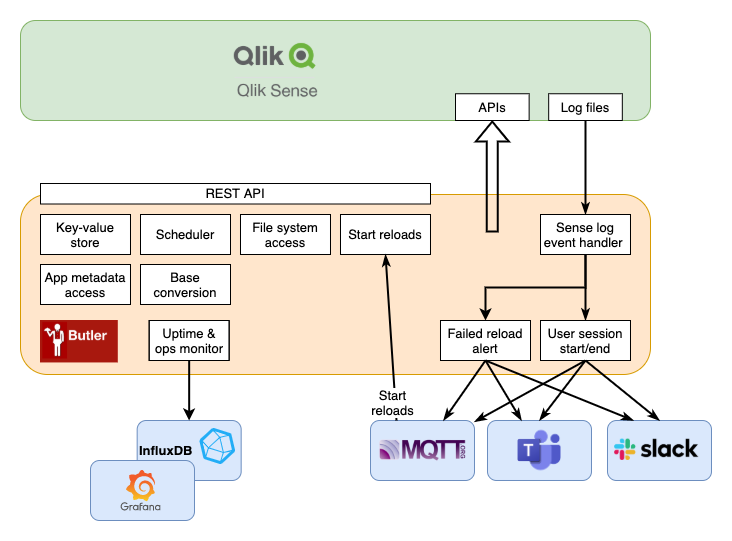 Qlik
Qlik Sense
APIs
Log files
REST API
Key-value
store
Scheduler
File system
access
Start reloads
Sense log
event handler
App metadata
access
Base
conversion
Butler
Uptime &
ops monitor
Failed reload
alert
User session
start/end
Start
reloads
InfluxDB
Grafana
MQTT
.ORG
T
slack